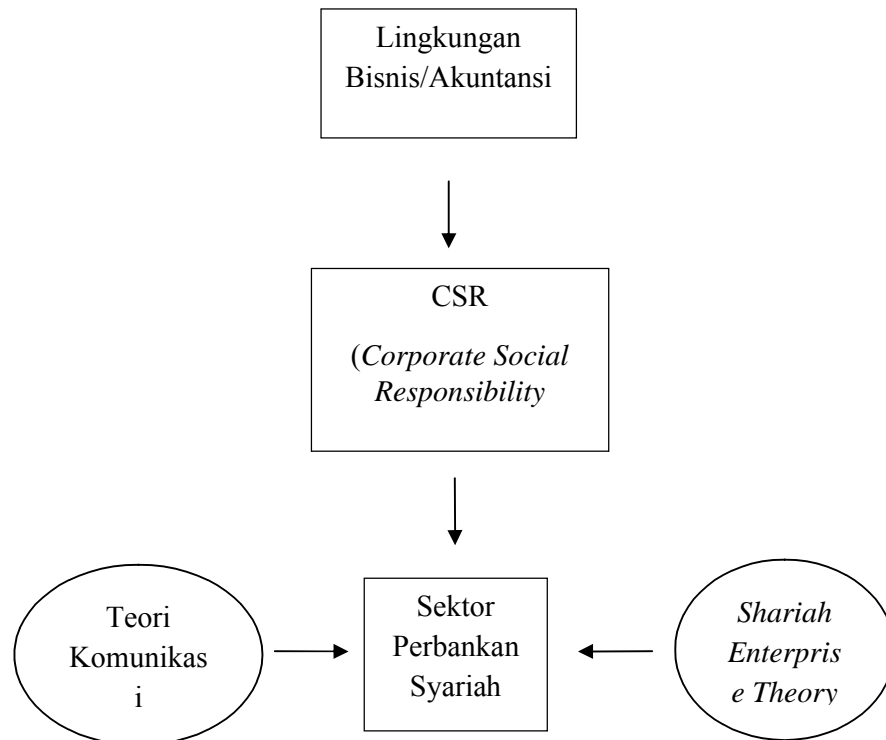 Lingkungan
Bisnis/Akuntansi
CSR
(Corporate Social
Responsibility
Teori
Komunikas
i
Sektor
Perbankan
Syariah
Shariah
Enterpris
e Theory